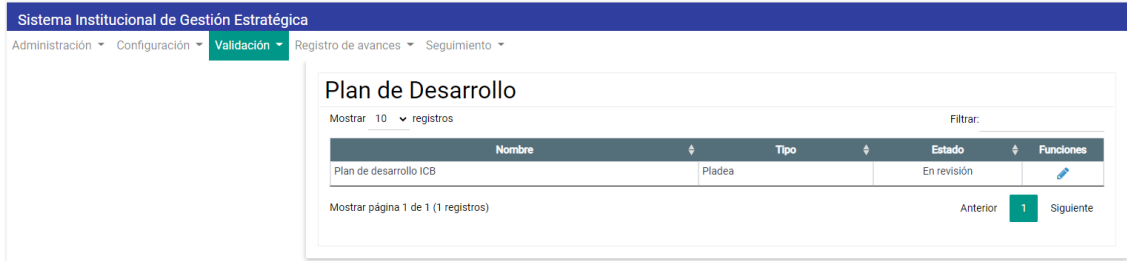 Sistema Institucional de Gestión Estratégica
Administración Configuración Validación Registro de avances Seguimiento
Plan de Desarrollo
Mostrar 10 registros Filtrar:
Nombre Tipo Estado Funciones
Plan de desarrollo ICB Pladea En revisión
Mostrar página 1 de 1 (1 registros) Anterior 1 Siguiente